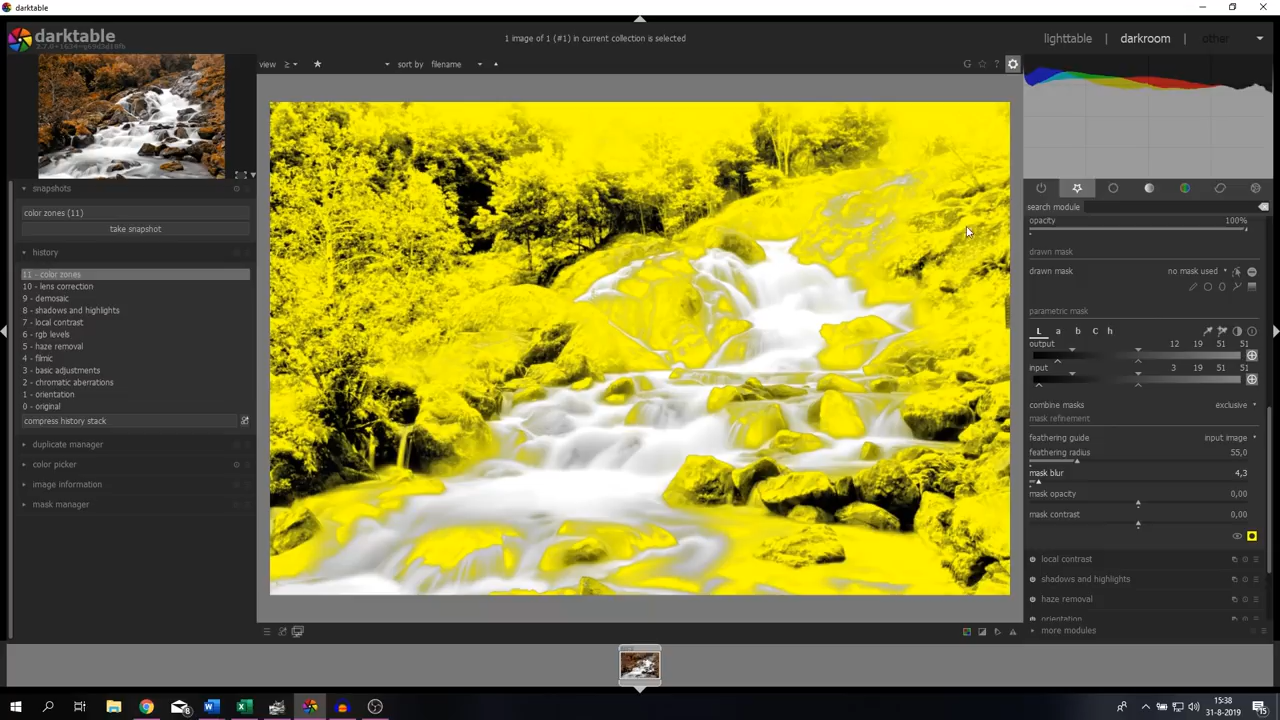 darktable
darktable
1 image of 1 (#1) in current collection is selected
lighttable | darkroom | other
view ≥ sort by filename
G ?
snapshots
color zones (11)
take snapshot
history
11 - color zones
10 - lens correction
9 - demosaic
8 - shadows and highlights
7 - local contrast
6 - rgb levels
5 - haze removal
4 - filmic
3 - basic adjustments
2 - chromatic aberrations
1 - orientation
0 - original
compress history stack
duplicate manager
color picker
image information
mask manager
search module
opacity 100%
drawn mask
drawn mask no mask used
parametric mask
L a b C h
output 12 19 51 51
input 3 19 51 51
combine masks exclusive
mask refinement
feathering guide input image
feathering radius 55,0
mask blur 4,3
mask opacity 0,00
mask contrast 0,00
local contrast
shadows and highlights
haze removal
orientation
more modules
15:38
31-8-2019